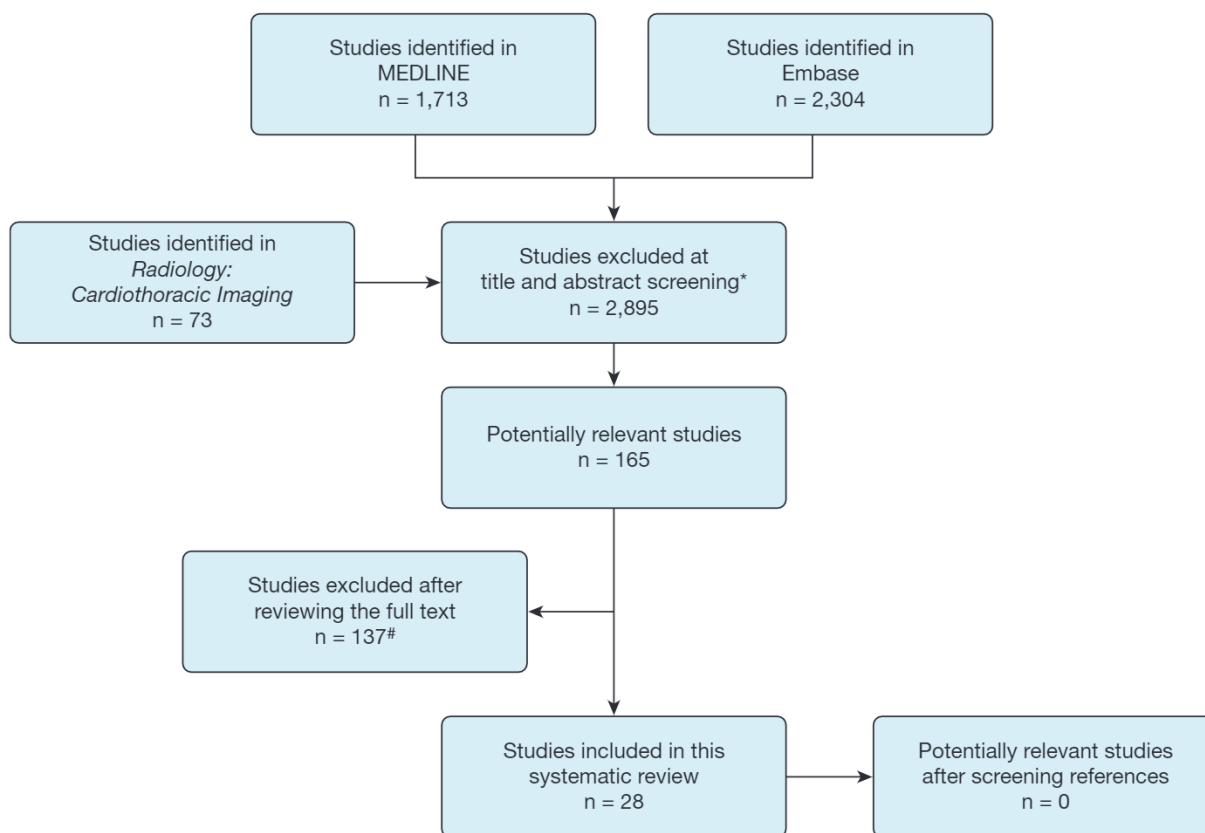 Studies identified in
MEDLINE
n = 1,713
Studies identified in
Embase
n = 2,304
Studies identified in
Radiology:
Cardiothoracic Imaging
n = 73
Studies excluded at
title and abstract screening*
n = 2,895
Potentially relevant studies
n = 165
Studies excluded after
reviewing the full text
n = 137#
Studies included in this
systematic review
n = 28
Potentially relevant studies
after screening references
n = 0